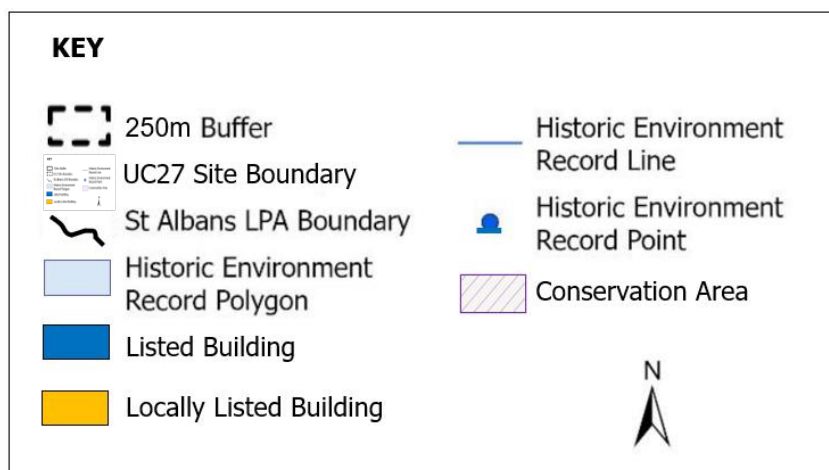 KEY
250m Buffer
UC27 Site Boundary
St Albans LPA Boundary
Historic Environment
Record Polygon
Listed Building
Locally Listed Building
Historic Environment
Record Line
Historic Environment
Record Point
Conservation Area
N